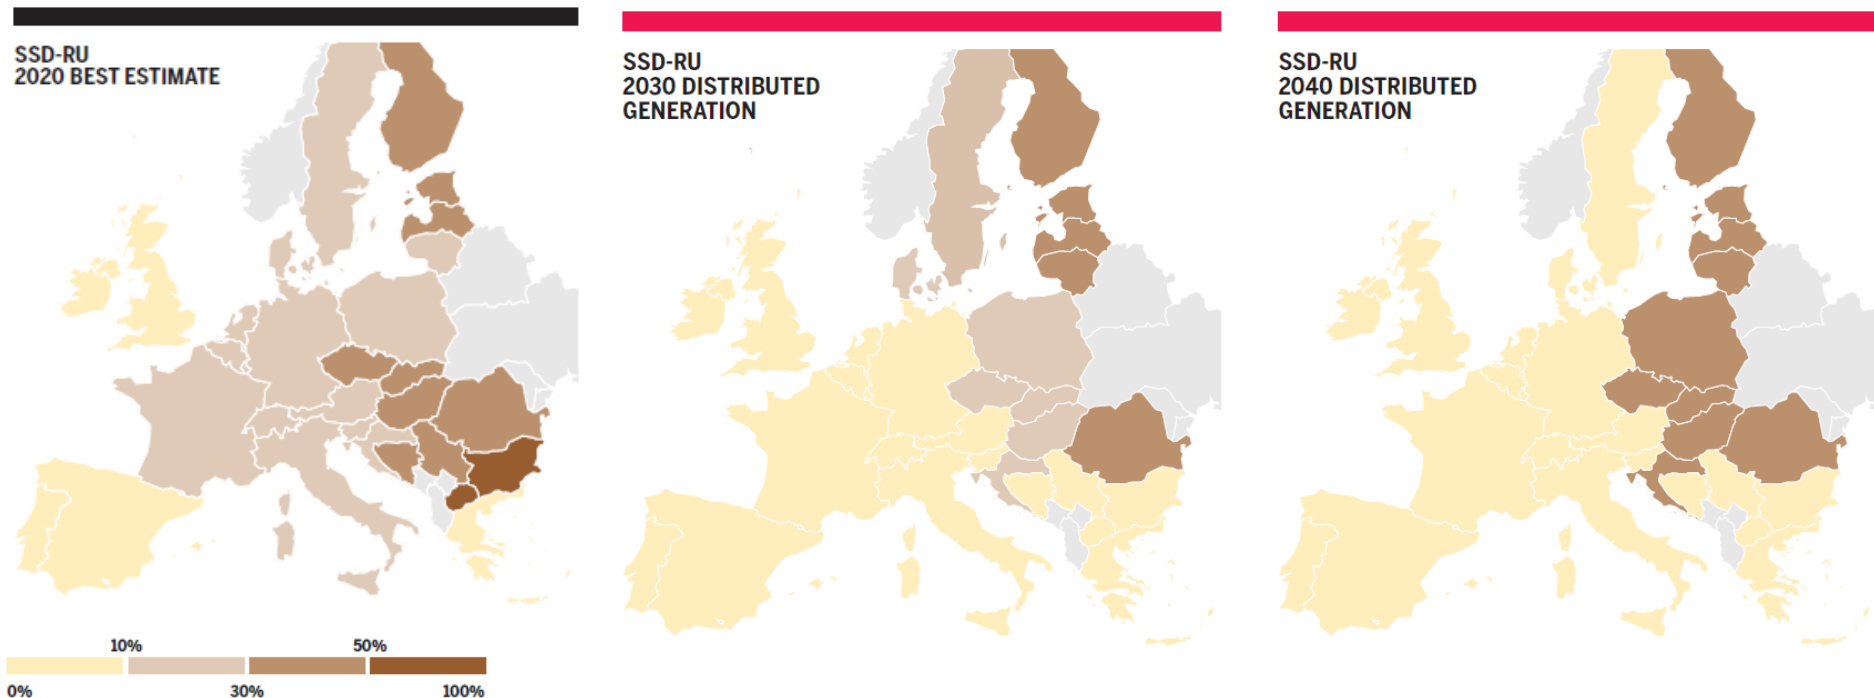 SSD-RU
2020 BEST ESTIMATE
SSD-RU
2030 DISTRIBUTED
GENERATION
SSD-RU
2040 DISTRIBUTED
GENERATION
10% 50%
0% 30% 100%